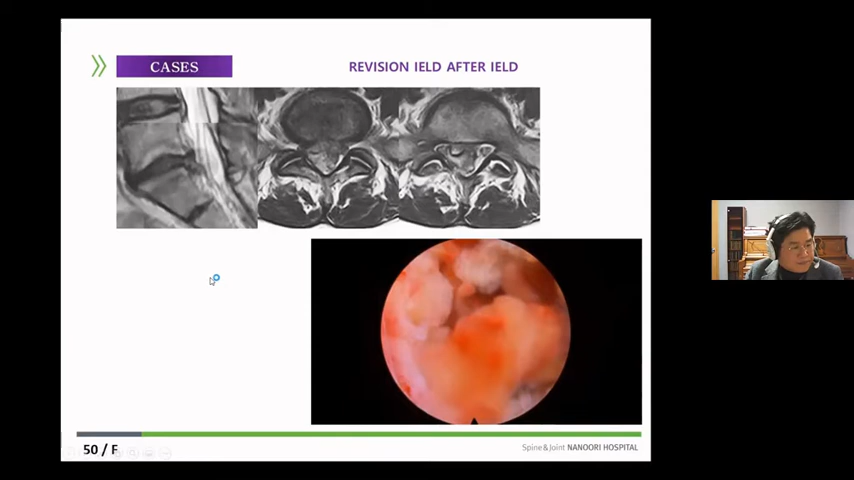 CASES
REVISION IELD AFTER IELD
50 / F
Spine&Joint NANOORI HOSPITAL